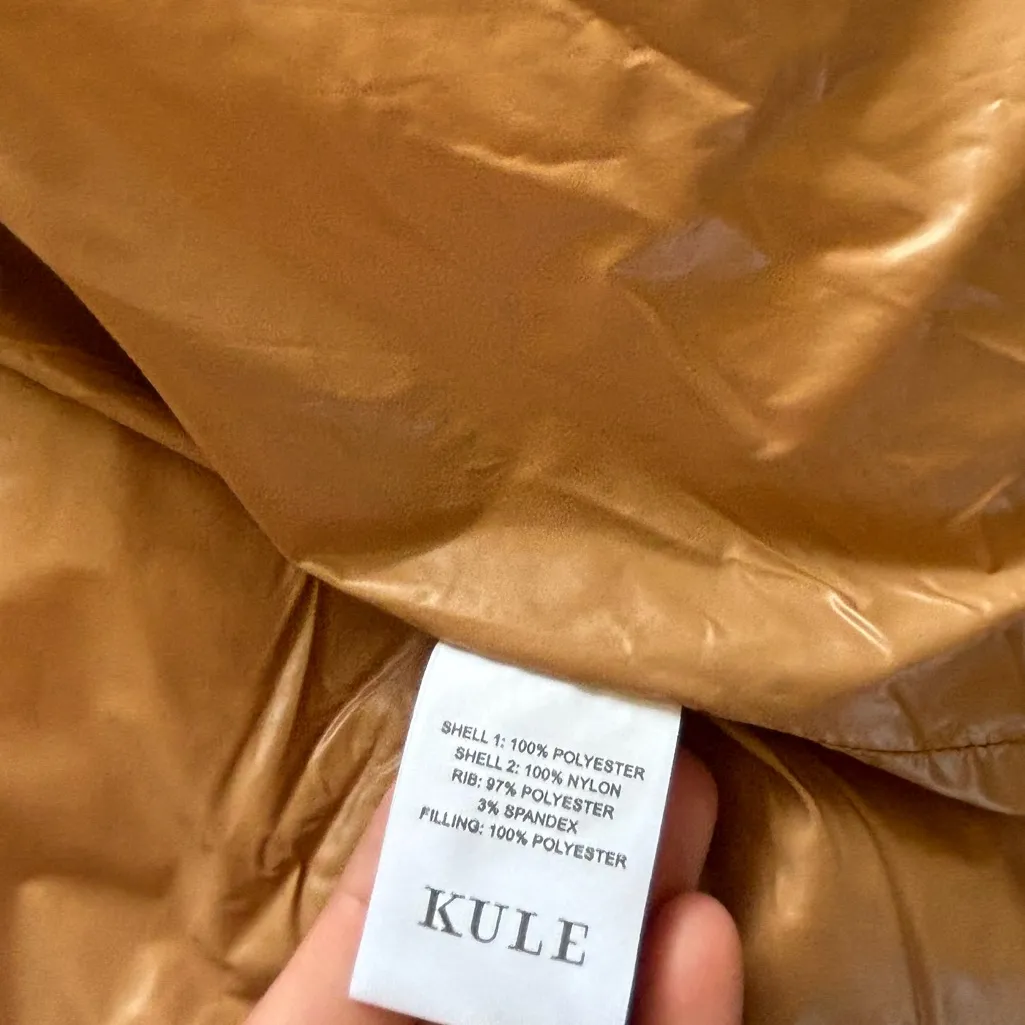 SHELL 1: 100% POLYESTER
SHELL 2: 100% NYLON
RIB: 97% POLYESTER
3% SPANDEX
FILLING: 100% POLYESTER
KULE